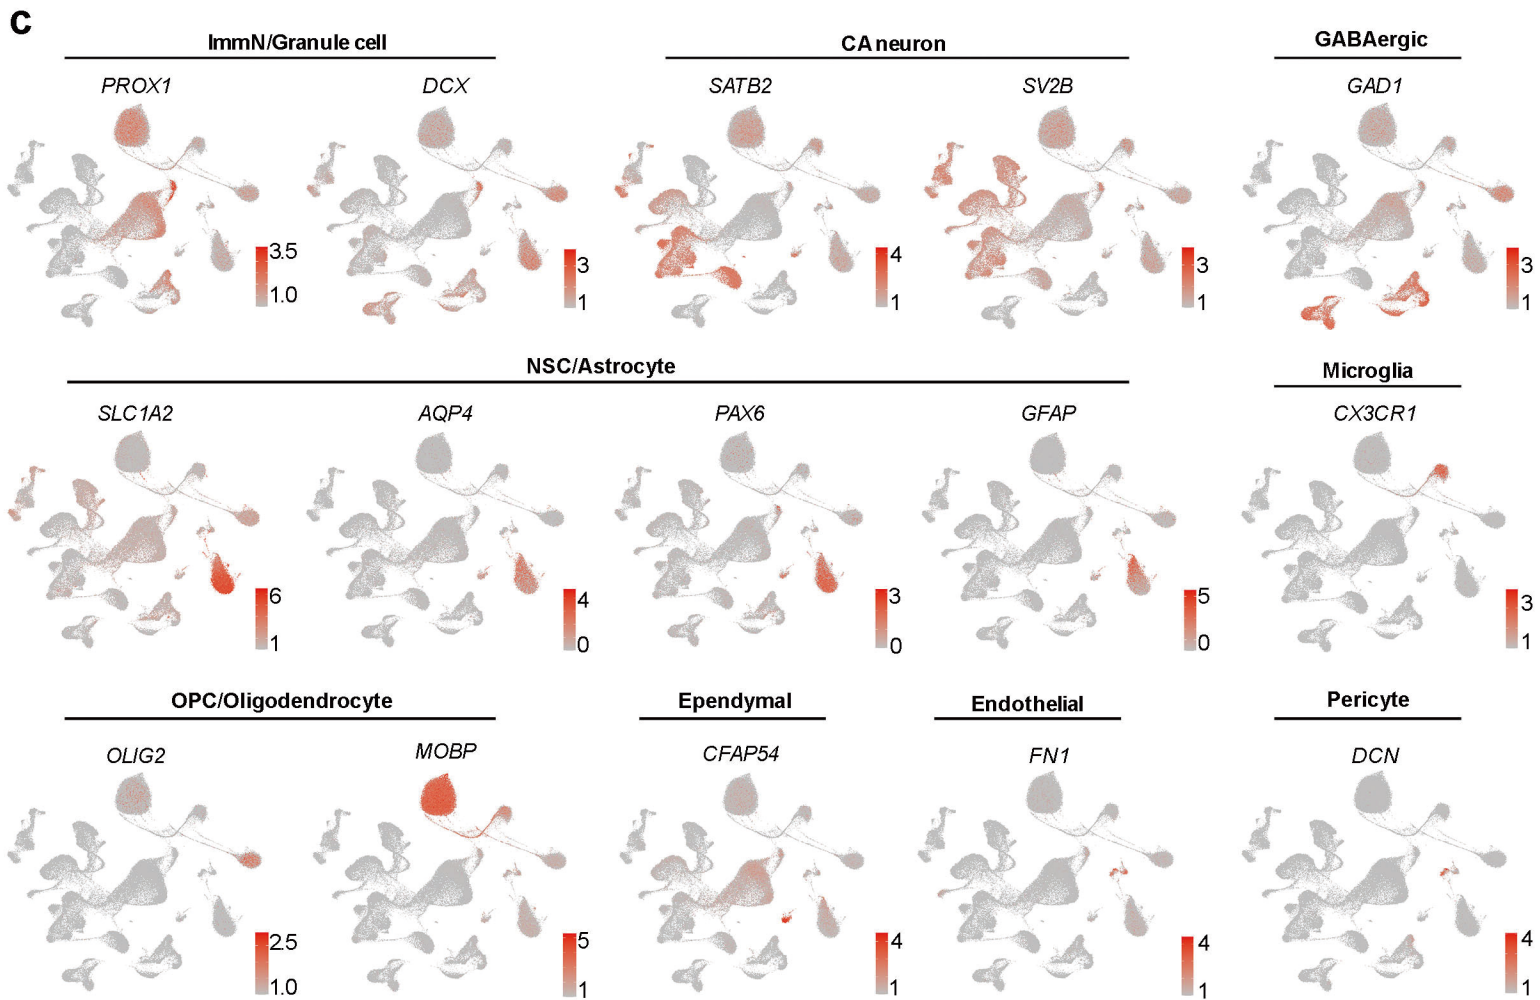 C
ImmN/Granule cell
CA neuron
GABAergic
PROX1
DCX
SATB2
SV2B
GAD1
3.5
1.0
3
1
4
1
3
1
3
1
NSC/Astrocyte
Microglia
SLC1A2
AQP4
PAX6
GFAP
CX3CR1
6
1
4
0
3
0
5
0
3
1
OPC/Oligodendrocyte
Ependymal
Endothelial
Pericyte
OLIG2
MOBP
CFAP54
FN1
DCN
2.5
1.0
5
1
4
1
4
1
4
1